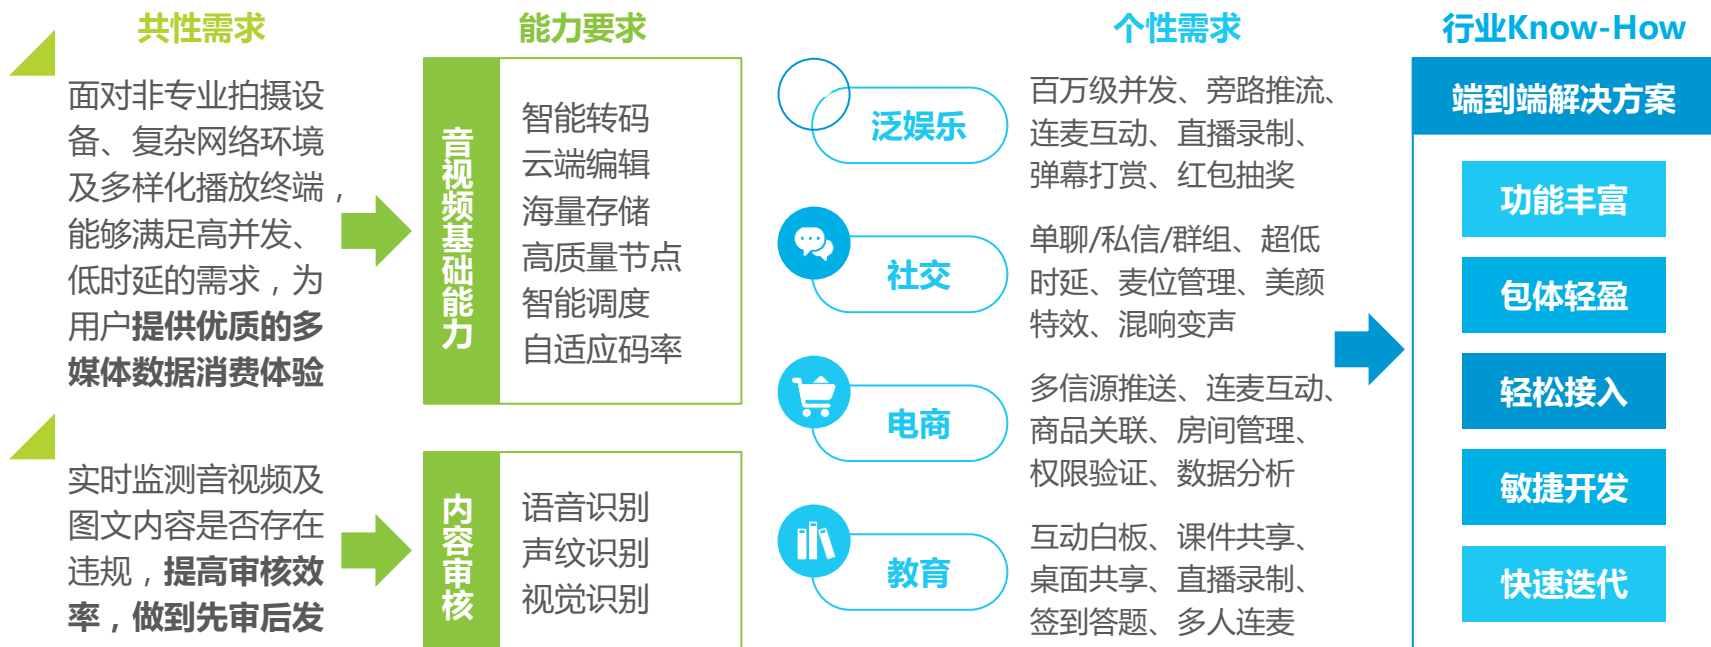 共性需求
面对非专业拍摄设
备、复杂网络环境
及多样化播放终端，
能够满足高并发、
低时延的需求，为
用户提供优质的多
媒体数据消费体验
实时监测音视频及
图文内容是否存在
违规，提高审核效
率，做到先审后发
能力要求
音视频基础能力
智能转码
云端编辑
海量存储
高质量节点
智能调度
自适应码率
内容审核
语音识别
声纹识别
视觉识别
个性需求
泛娱乐
百万级并发、旁路推流、
连麦互动、直播录制、
弹幕打赏、红包抽奖
社交
单聊/私信/群组、超低
时延、麦位管理、美颜
特效、混响变声
电商
多信源推送、连麦互动、
商品关联、房间管理、
权限验证、数据分析
教育
互动白板、课件共享、
桌面共享、直播录制、
签到答题、多人连麦
行业Know-How
端到端解决方案
功能丰富
包体轻盈
轻松接入
敏捷开发
快速迭代